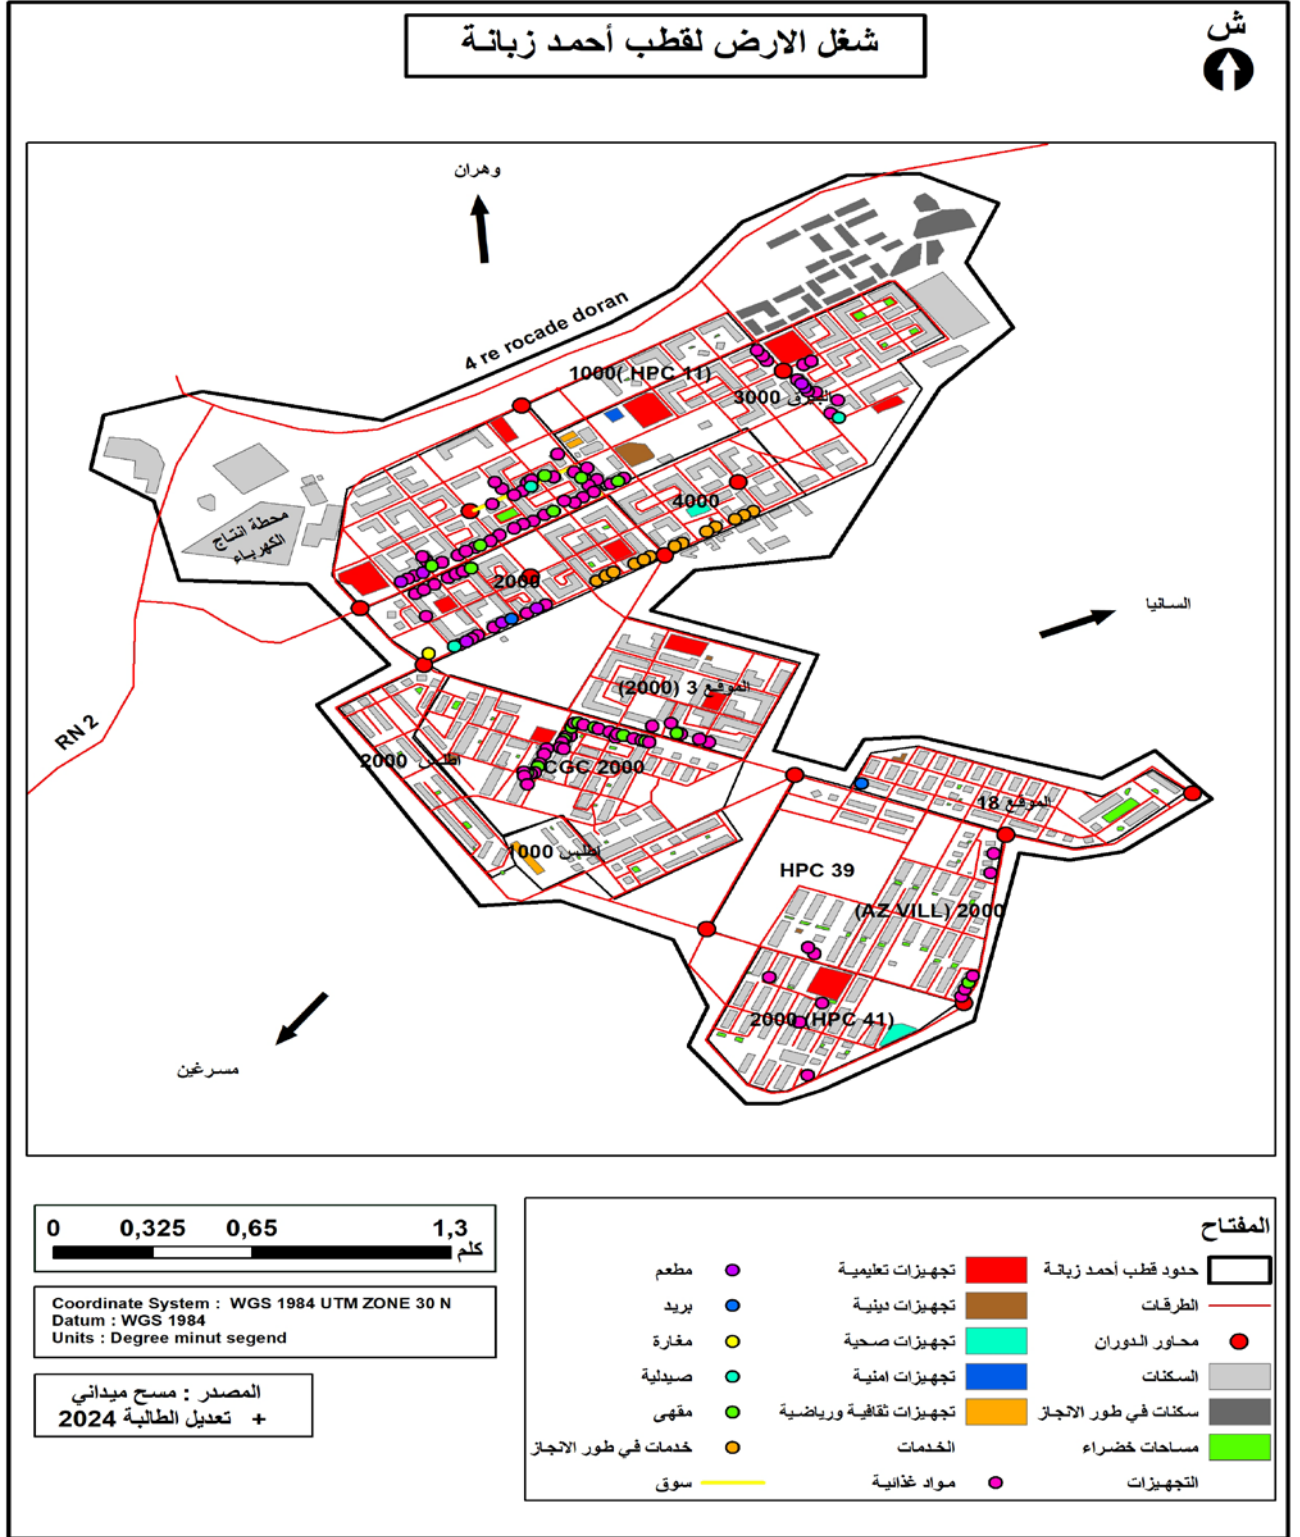 شغل الارض لقطب أحمد زبانة
ش
وهران
4 re rocade doran
1000( HPC 11)
3000
4000
2000
محطة انتاج
الكهرباء
السانيا
الموقع 3 (2000)
RN 2
اطلس 2000
CGC 2000
الموقع 18
اطلس 1000
HPC 39
(AZ VILL) 2000
2000 (HPC 41)
مسرغين
0 0,325 0,65 1,3
كلم
Coordinate System : WGS 1984 UTM ZONE 30 N
Datum : WGS 1984
Units : Degree minut segend
المصدر : مسح ميداني
+ تعديل الطالبة 2024
المفتاح
حدود قطب أحمد زبانة
الطرقات
محاور الدوران
السكنات
سكنات في طور الانجاز
مساحات خضراء
التجهيزات
تجهيزات تعليمية
تجهيزات دينية
تجهيزات صحية
تجهيزات امنية
تجهيزات ثقافية ورياضية
الخدمات
مواد غذائية
مطعم
بريد
مغارة
صيدلية
مقهى
خدمات في طور الانجاز
سوق